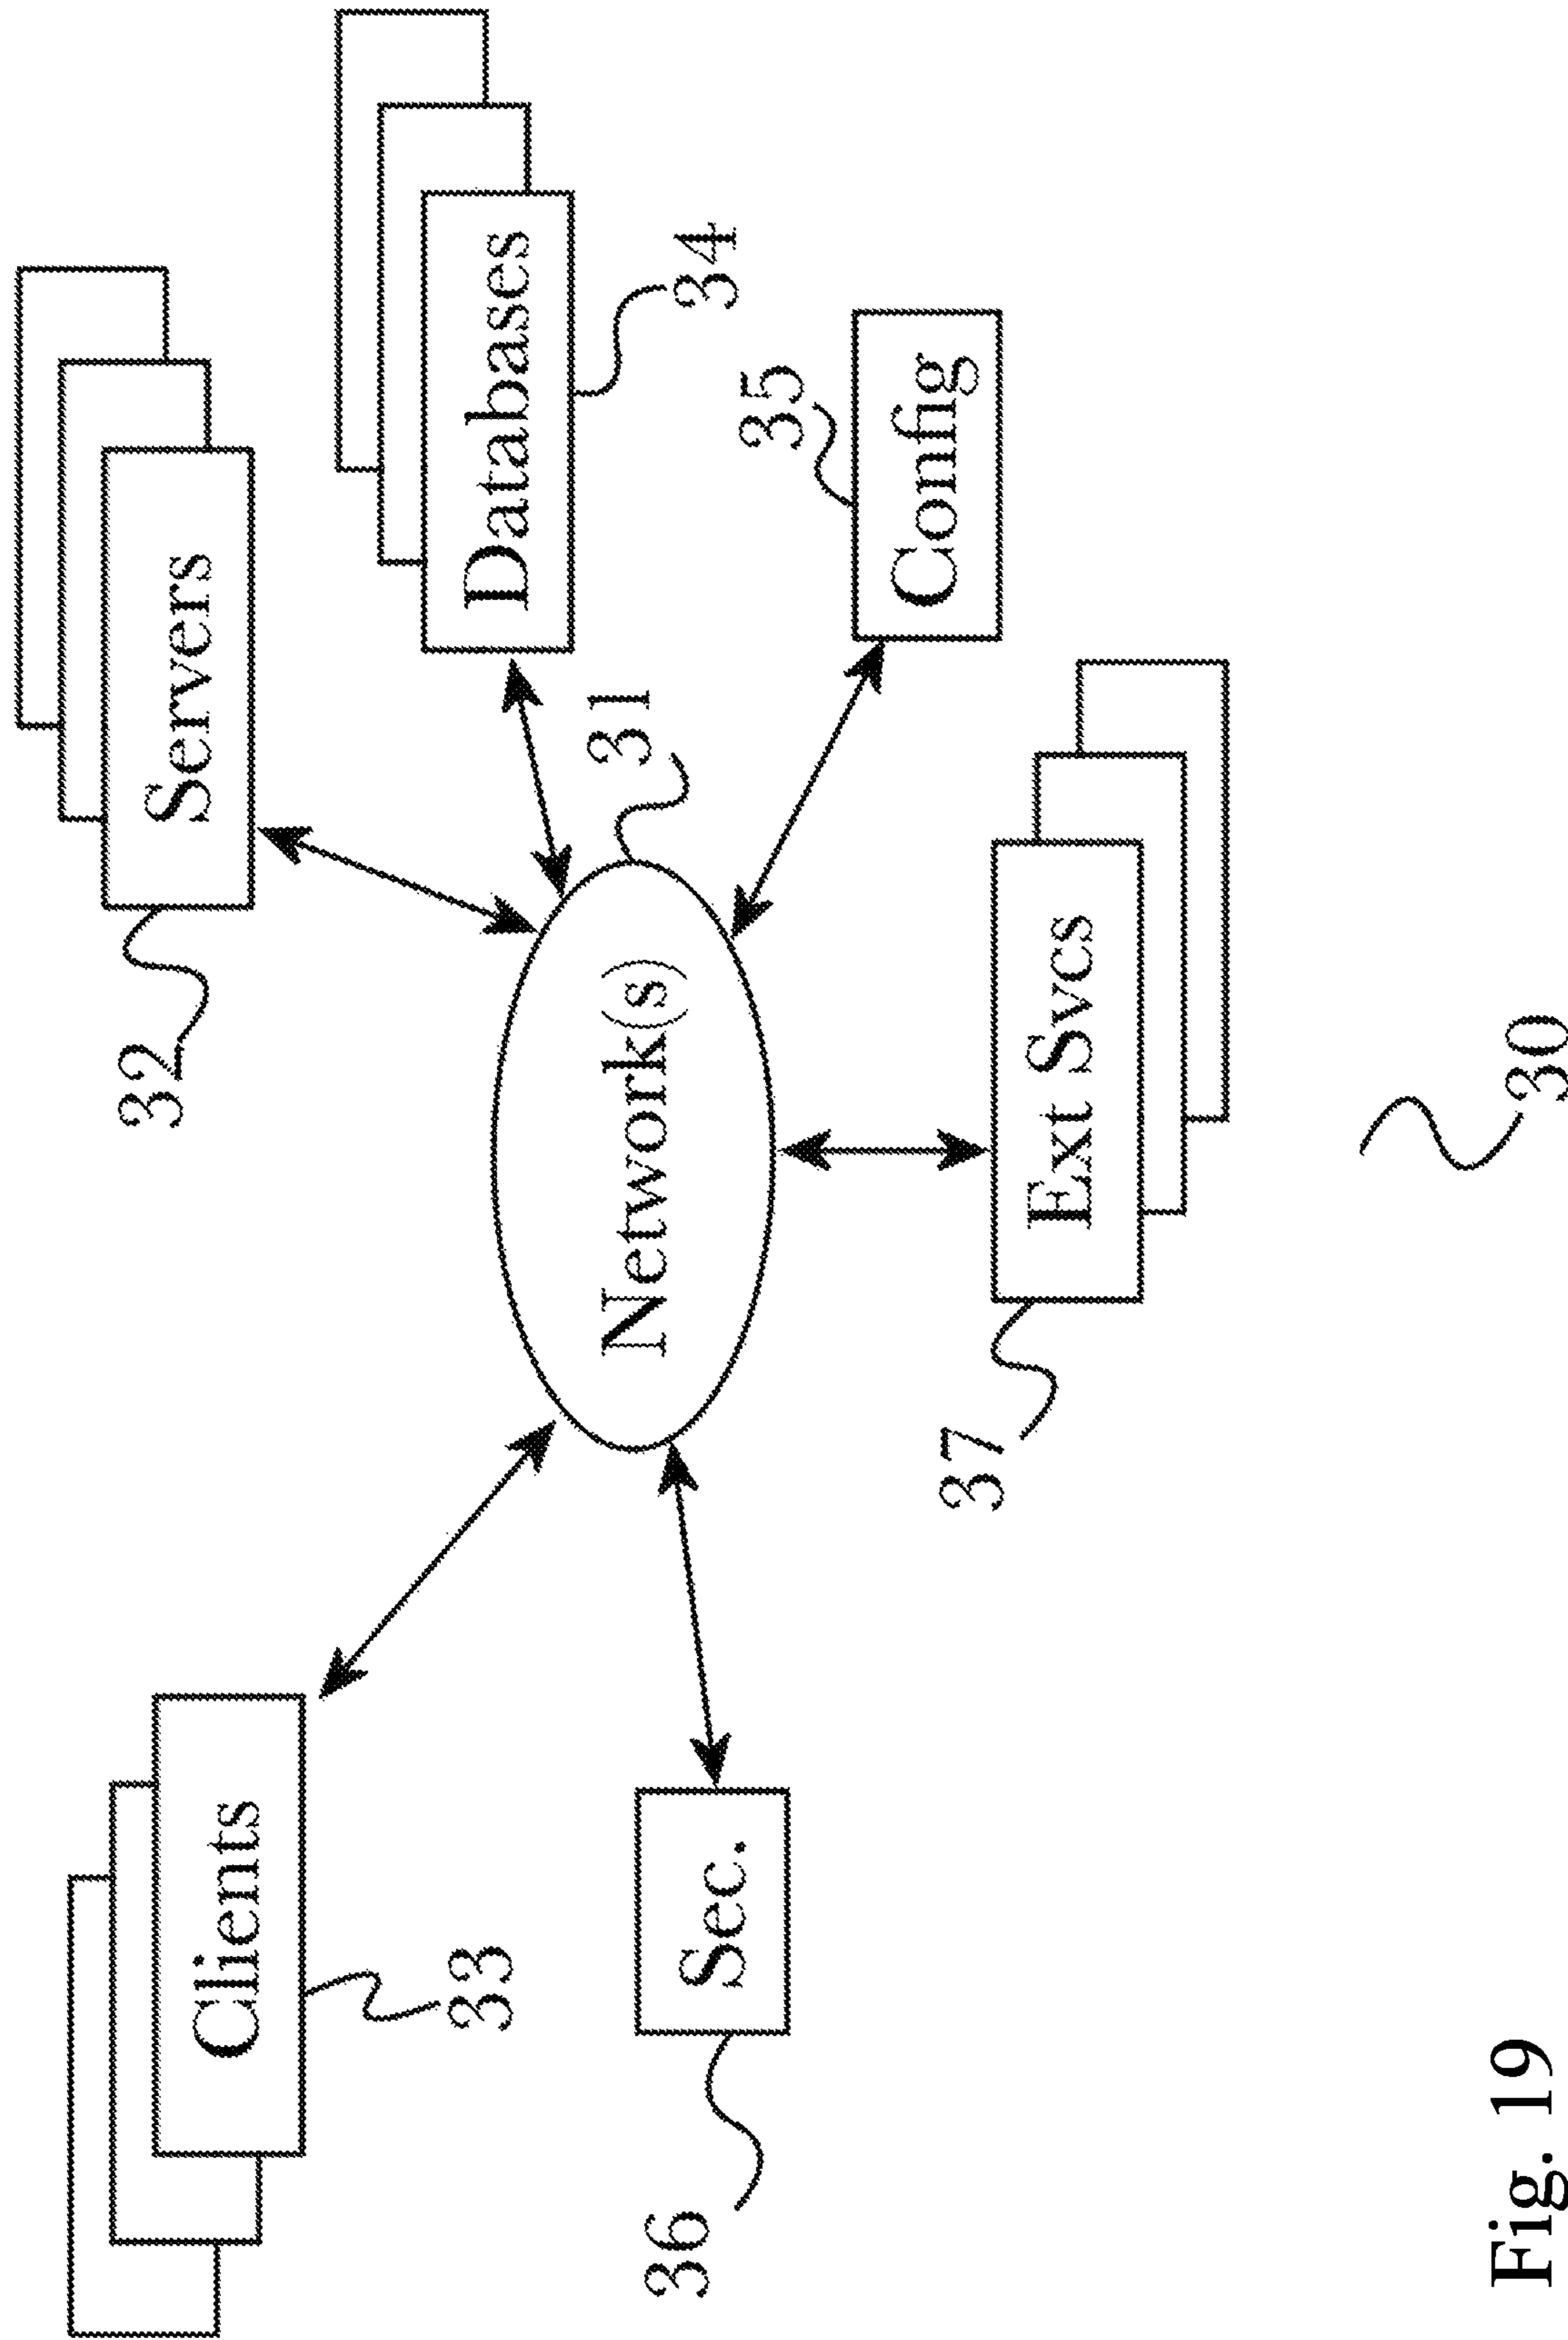 Servers
32
Clients
33
Databases
34
Network(s)
31
35
Config
Sec.
36
Ext Svcs
37
30
Fig. 19